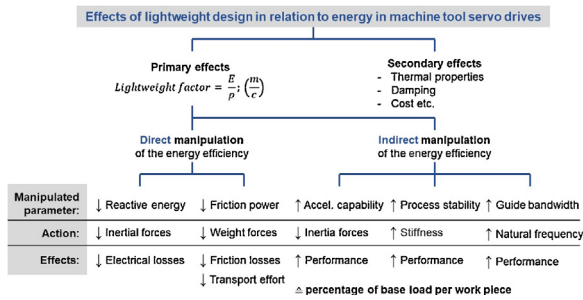 Effects of lightweight design in relation to energy in machine tool servo drives
Primary effects
Lightweight factor = E/p; (m/c)
Secondary effects
- Thermal properties
- Damping
- Cost etc.
Direct manipulation
of the energy efficiency
Indirect manipulation
of the energy efficiency
Manipulated
parameter:
↓ Reactive energy ↓ Friction power ↑ Accel. capability ↑ Process stability ↑ Guide bandwidth
Action: ↓ Inertial forces ↓ Weight forces ↓ Inertia forces ↑ Stiffness ↑ Natural frequency
Effects: ↓ Electrical losses ↓ Friction losses ↑ Performance ↑ Performance ↑ Performance
↓ Transport effort
≙ percentage of base load per work piece